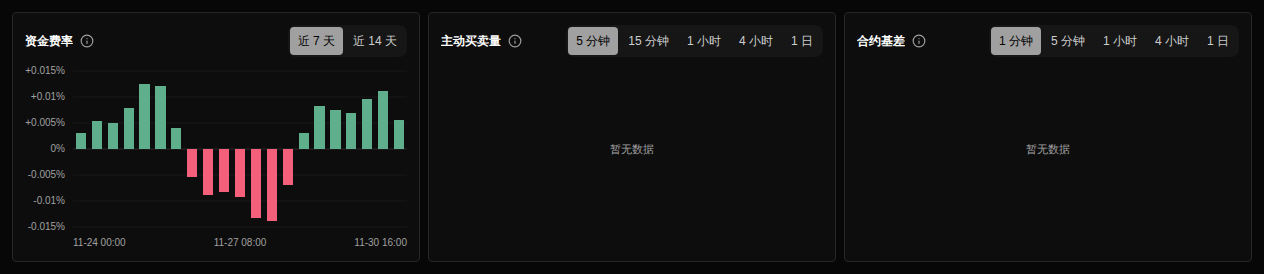 资金费率
近 7 天
近 14 天
+0.015%
+0.01%
+0.005%
0%
-0.005%
-0.01%
-0.015%
11-24 00:00
11-27 08:00
11-30 16:00
主动买卖量
5 分钟
15 分钟
1 小时
4 小时
1 日
暂无数据
合约基差
1 分钟
5 分钟
1 小时
4 小时
1 日
暂无数据